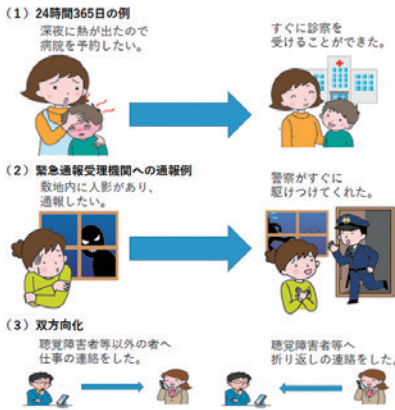 （1）24時間365日の例
深夜に熱が出たので
病院を予約したい。
すぐに診察を
受けることができた。
（2）緊急通報受理機関への通報例
敷地内に人影があり、
通報したい。
警察がすぐに
駆けつけてくれた。
（3）双方向化
聴覚障害者等以外の者へ
仕事の連絡をした。
聴覚障害者等へ
折り返しの連絡をした。